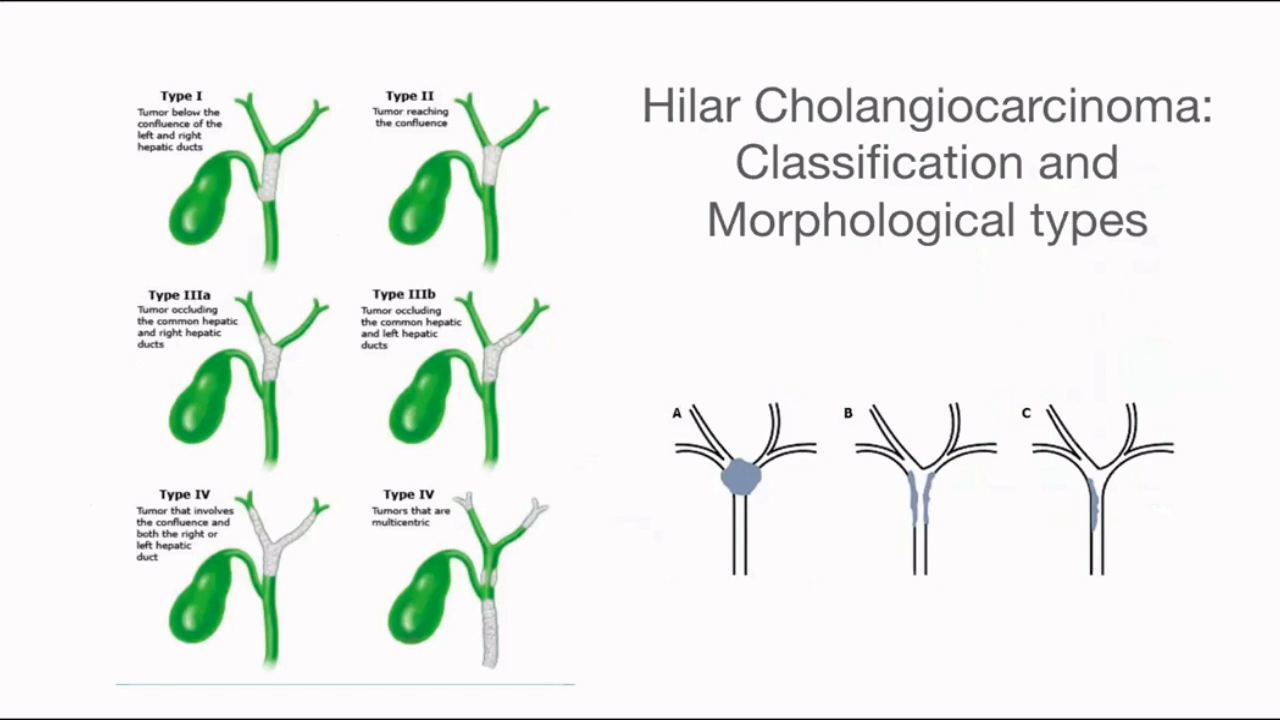 Hilar Cholangiocarcinoma:
Classification and
Morphological types
Type I
Tumor below the
confluence of the
left and right
hepatic ducts
Type II
Tumor reaching
the confluence
Type IIIa
Tumor occluding
the common hepatic
and right hepatic
ducts
Type IIIb
Tumor occluding
the common hepatic
and left hepatic
ducts
Type IV
Tumor that involves
the confluence and
both the right or
left hepatic
duct
Type IV
Tumors that are
multicentric
A
B
C